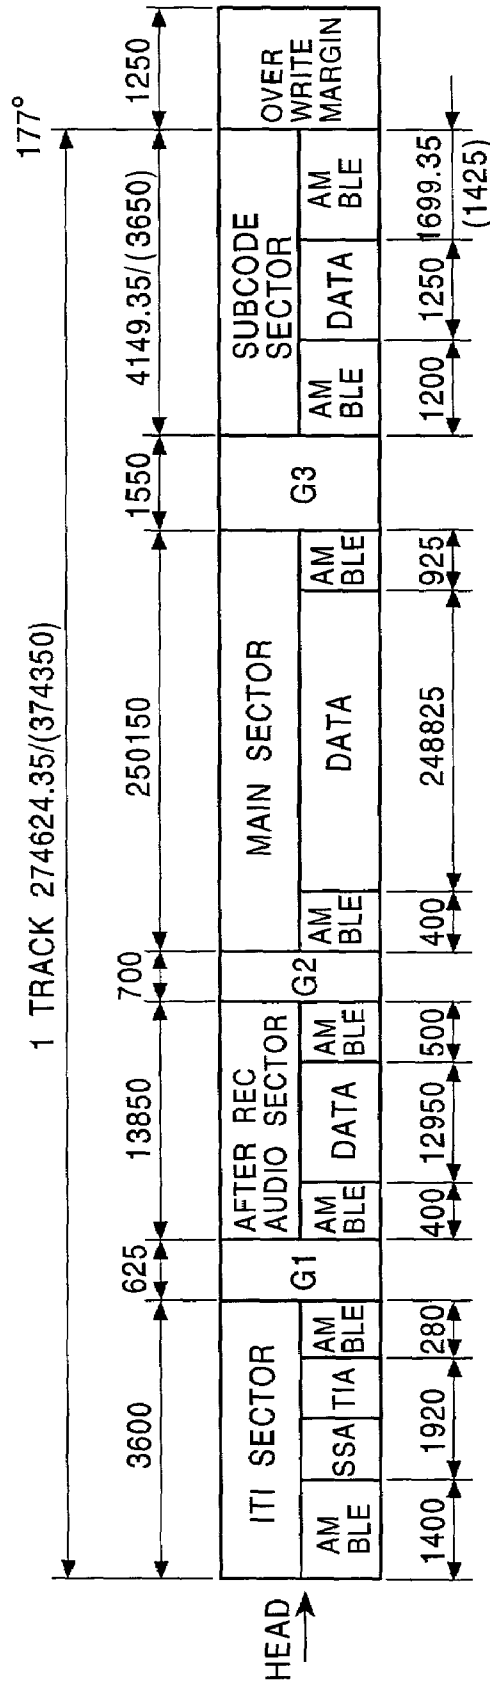 1 TRACK 274624.35/(374350)
177°
3600
625
13850
700
250150
1550
4149.35/(3650)
1250
HEAD
ITI SECTOR
AM
BLE
SSA
TIA
AM
BLE
G1
AFTER REC
AUDIO SECTOR
AM
BLE
DATA
AM
BLE
G2
MAIN SECTOR
AM
BLE
DATA
AM
BLE
G3
SUBCODE
SECTOR
AM
BLE
DATA
AM
BLE
OVER
WRITE
MARGIN
1400
1920
280
400
12950
500
400
248825
925
1200
1250
1699.35
(1425)